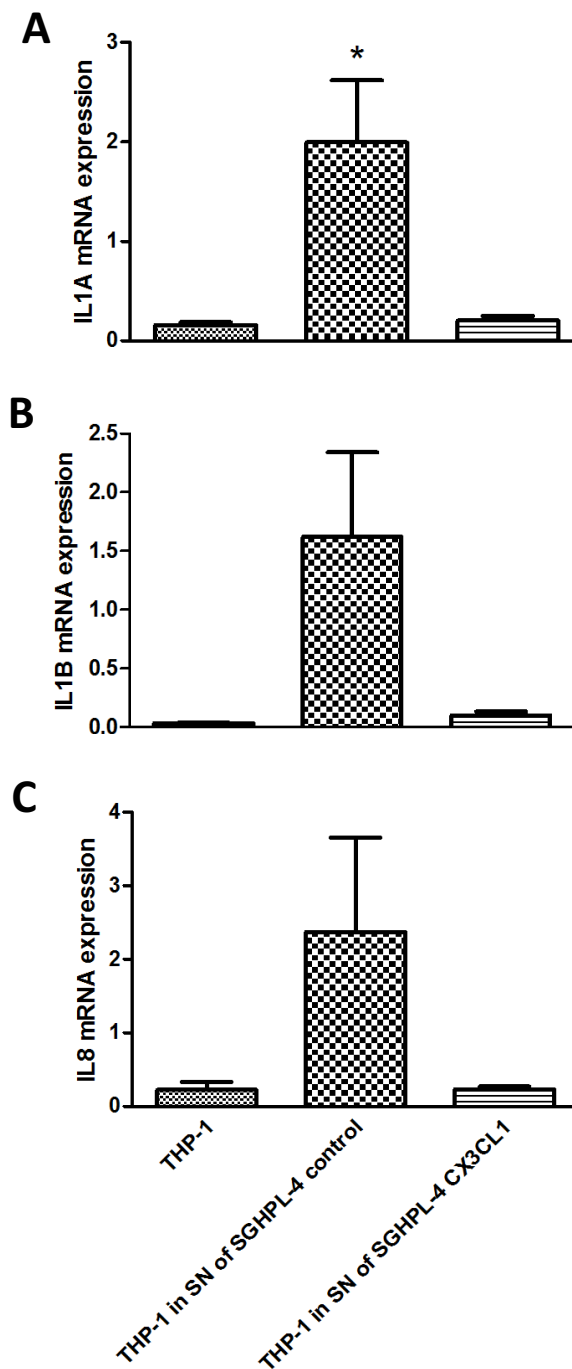 A
IL1A mRNA expression
3
2
1
0
*
B
IL1B mRNA expression
2.5
2.0
1.5
1.0
0.5
0.0
C
IL8 mRNA expression
4
3
2
1
0
THP-1
THP-1 in SN of SGHPL-4 control
THP-1 in SN of SGHPL-4 CX3CL1